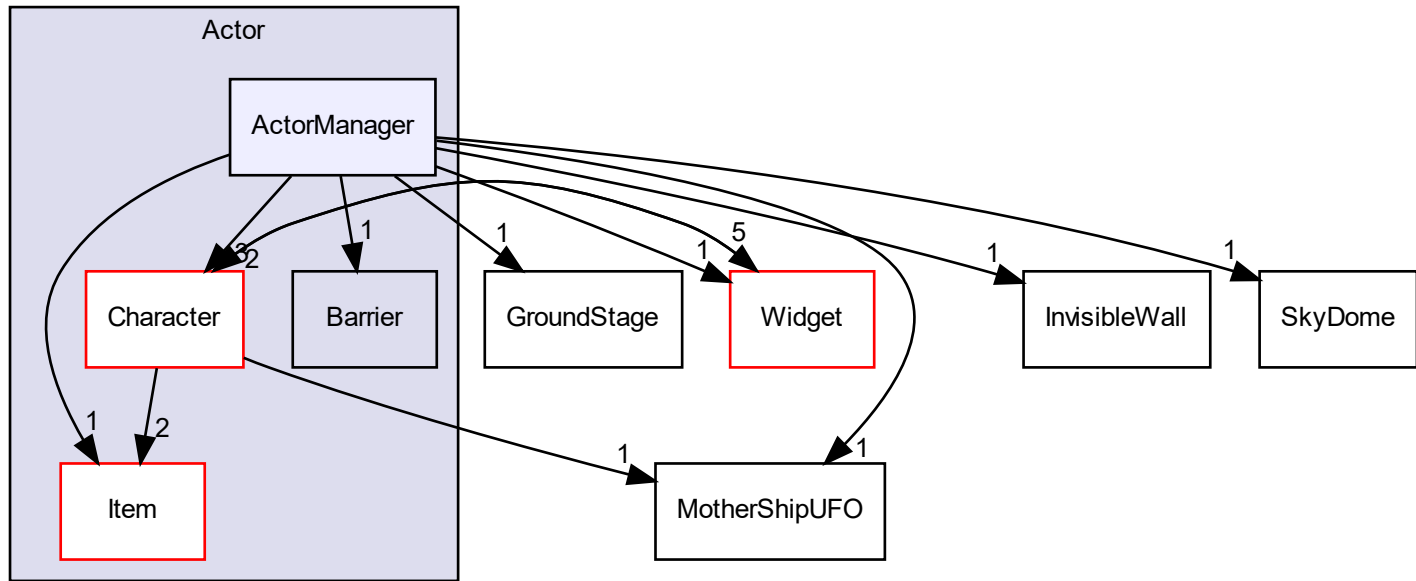 Actor
ActorManager
3
2
1
1
1
5
1
1
Character
Barrier
GroundStage
Widget
InvisibleWall
SkyDome
1
2
1
1
Item
MotherShipUFO